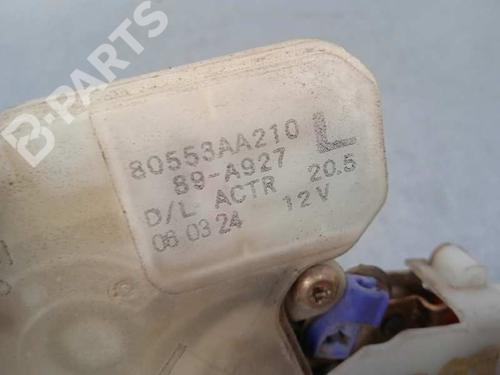 B-PARTS
80553AA210 L
89-A927
D/L ACTR 20.5
06 03 24 12V